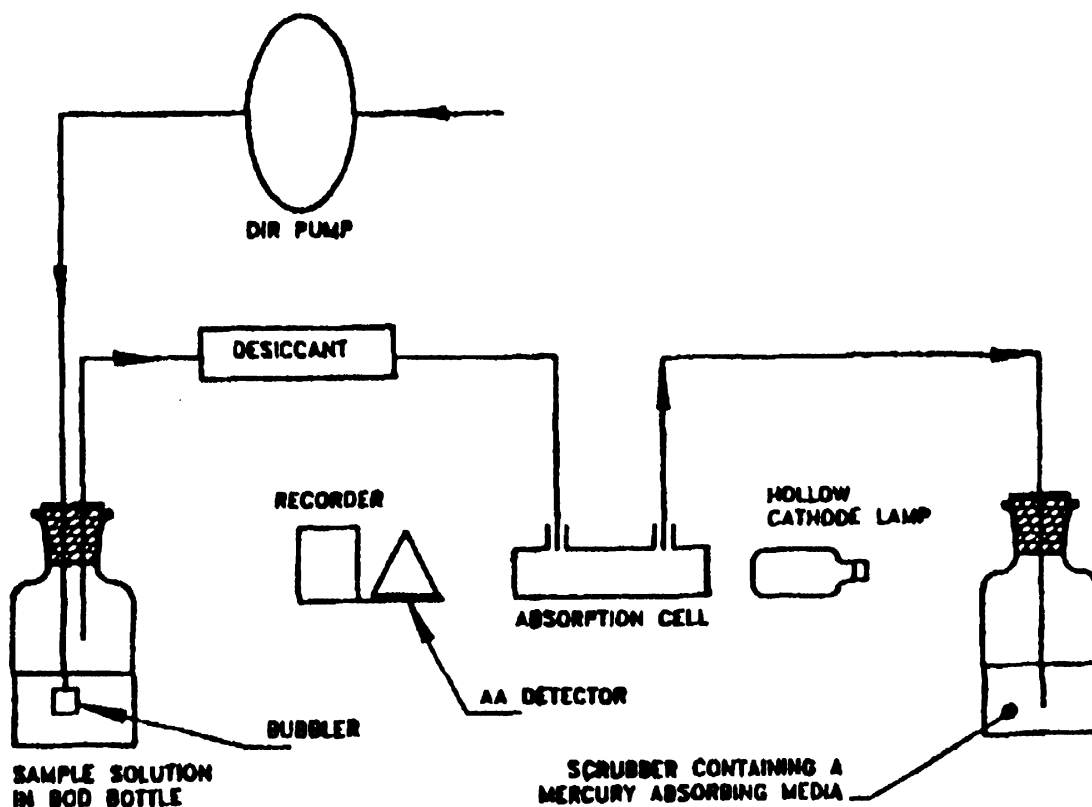 DIR PUMP
DESICCANT
RECORDER
HOLLOW
CATHODE LAMP
ABSORPTION CELL
AA DETECTOR
BUBBLER
SAMPLE SOLUTION
IN BOD BOTTLE
SCRUBBER CONTAINING A
MERCURY ABSORBING MEDIA